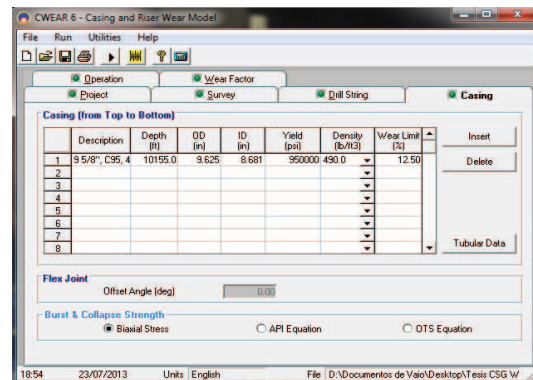 CWEAR 6 - Casing and Riser Wear Model
File Run Utilities Help
Operation Wear Factor
Project Survey Drill String Casing
Casing (from Top to Bottom)
Description Depth (ft) OD (in) ID (in) Yield (psi) Density (lb/ft3) Wear Limit (%)
1 9 5/8", C95, 4 10155.0 9.625 8.681 950000 490.0 12.50
2
3
4
5
6
7
8
Insert
Delete
Tubular Data
Flex Joint
Offset Angle (deg) 0.00
Burst & Collapse Strength
Biaxial Stress API Equation OTS Equation
18:54 23/07/2013 Units English File D:\Documentos de Vaio\Desktop\Tesis CSG W